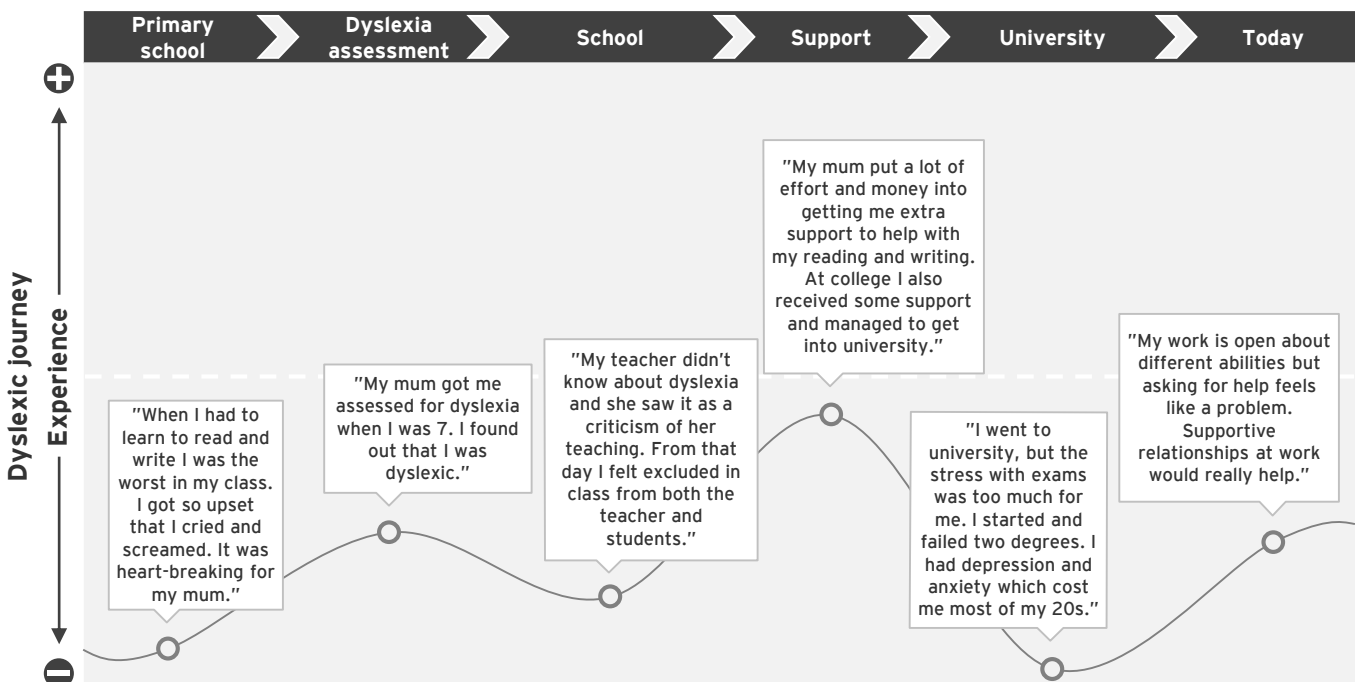 Primary
school
Dyslexia
assessment
School
Support
University
Today
Dyslexic journey
Experience
"When I had to
learn to read and
write I was the
worst in my class.
I got so upset
that I cried and
screamed. It was
heart-breaking for
my mum."
"My mum got me
assessed for dyslexia
when I was 7. I found
out that I was
dyslexic."
"My teacher didn't
know about dyslexia
and she saw it as a
criticism of her
teaching. From that
day I felt excluded in
class from both the
teacher and
students."
"My mum put a lot of
effort and money into
getting me extra
support to help with
my reading and writing.
At college I also
received some support
and managed to get
into university."
"I went to
university, but the
stress with exams
was too much for
me. I started and
failed two degrees. I
had depression and
anxiety which cost
me most of my 20s."
"My work is open about
different abilities but
asking for help feels
like a problem.
Supportive
relationships at work
would really help."